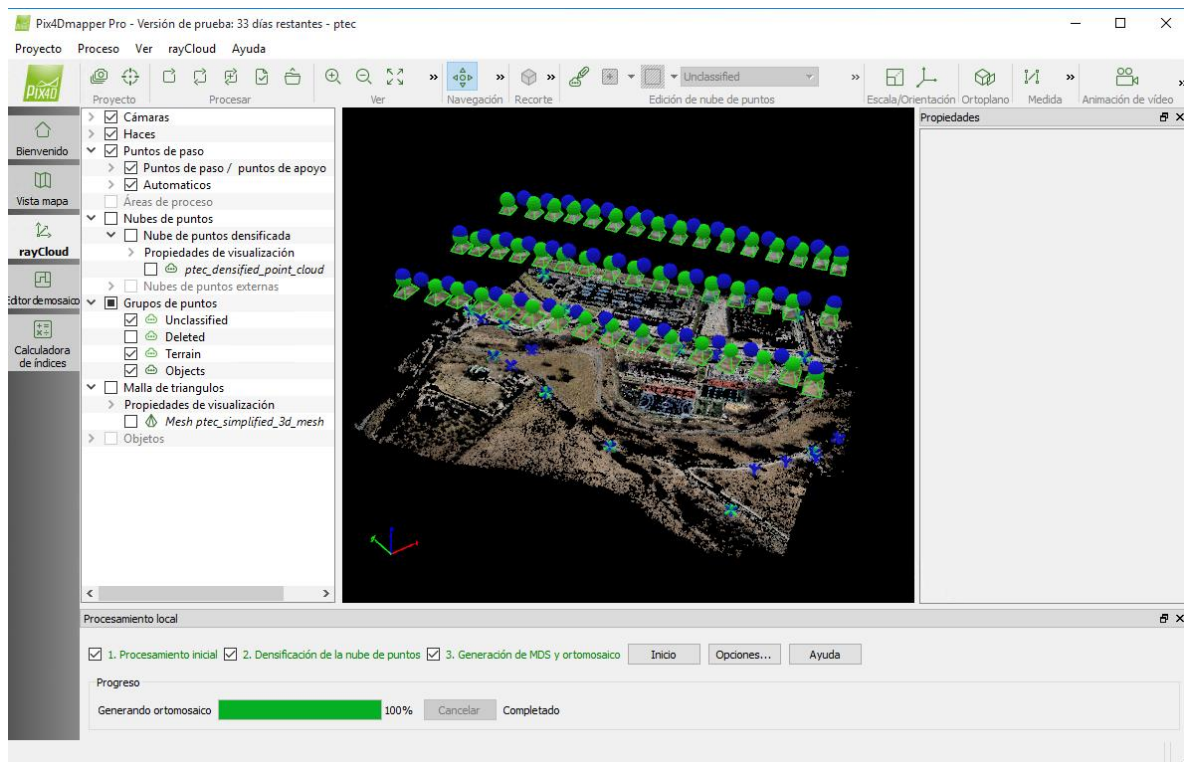 Pix4Dmapper Pro - Versión de prueba: 33 días restantes - ptec
Proyecto Proceso Ver rayCloud Ayuda
PIX4D
Unclassified
Proyecto Procesar Ver Navegación Recorte Edición de nube de puntos Escala/Orientación Ortoplano Medida Animación de vídeo
Bienvenido
Vista mapa
rayCloud
Editor de mosaico
Calculadora
de índices
Cámaras
Haces
Puntos de paso
Puntos de paso / puntos de apoyo
Automaticos
Áreas de proceso
Nubes de puntos
Nube de puntos densificada
Propiedades de visualización
ptec_densified_point_cloud
Nubes de puntos externas
Grupos de puntos
Unclassified
Deleted
Terrain
Objects
Malla de triangulos
Propiedades de visualización
Mesh ptec_simplified_3d_mesh
Objetos
Propiedades
Procesamiento local
1. Procesamiento inicial 2. Densificación de la nube de puntos 3. Generación de MDS y ortomosaico Inicio Opciones... Ayuda
Progreso
Generando ortomosaico 100% Cancelar Completado